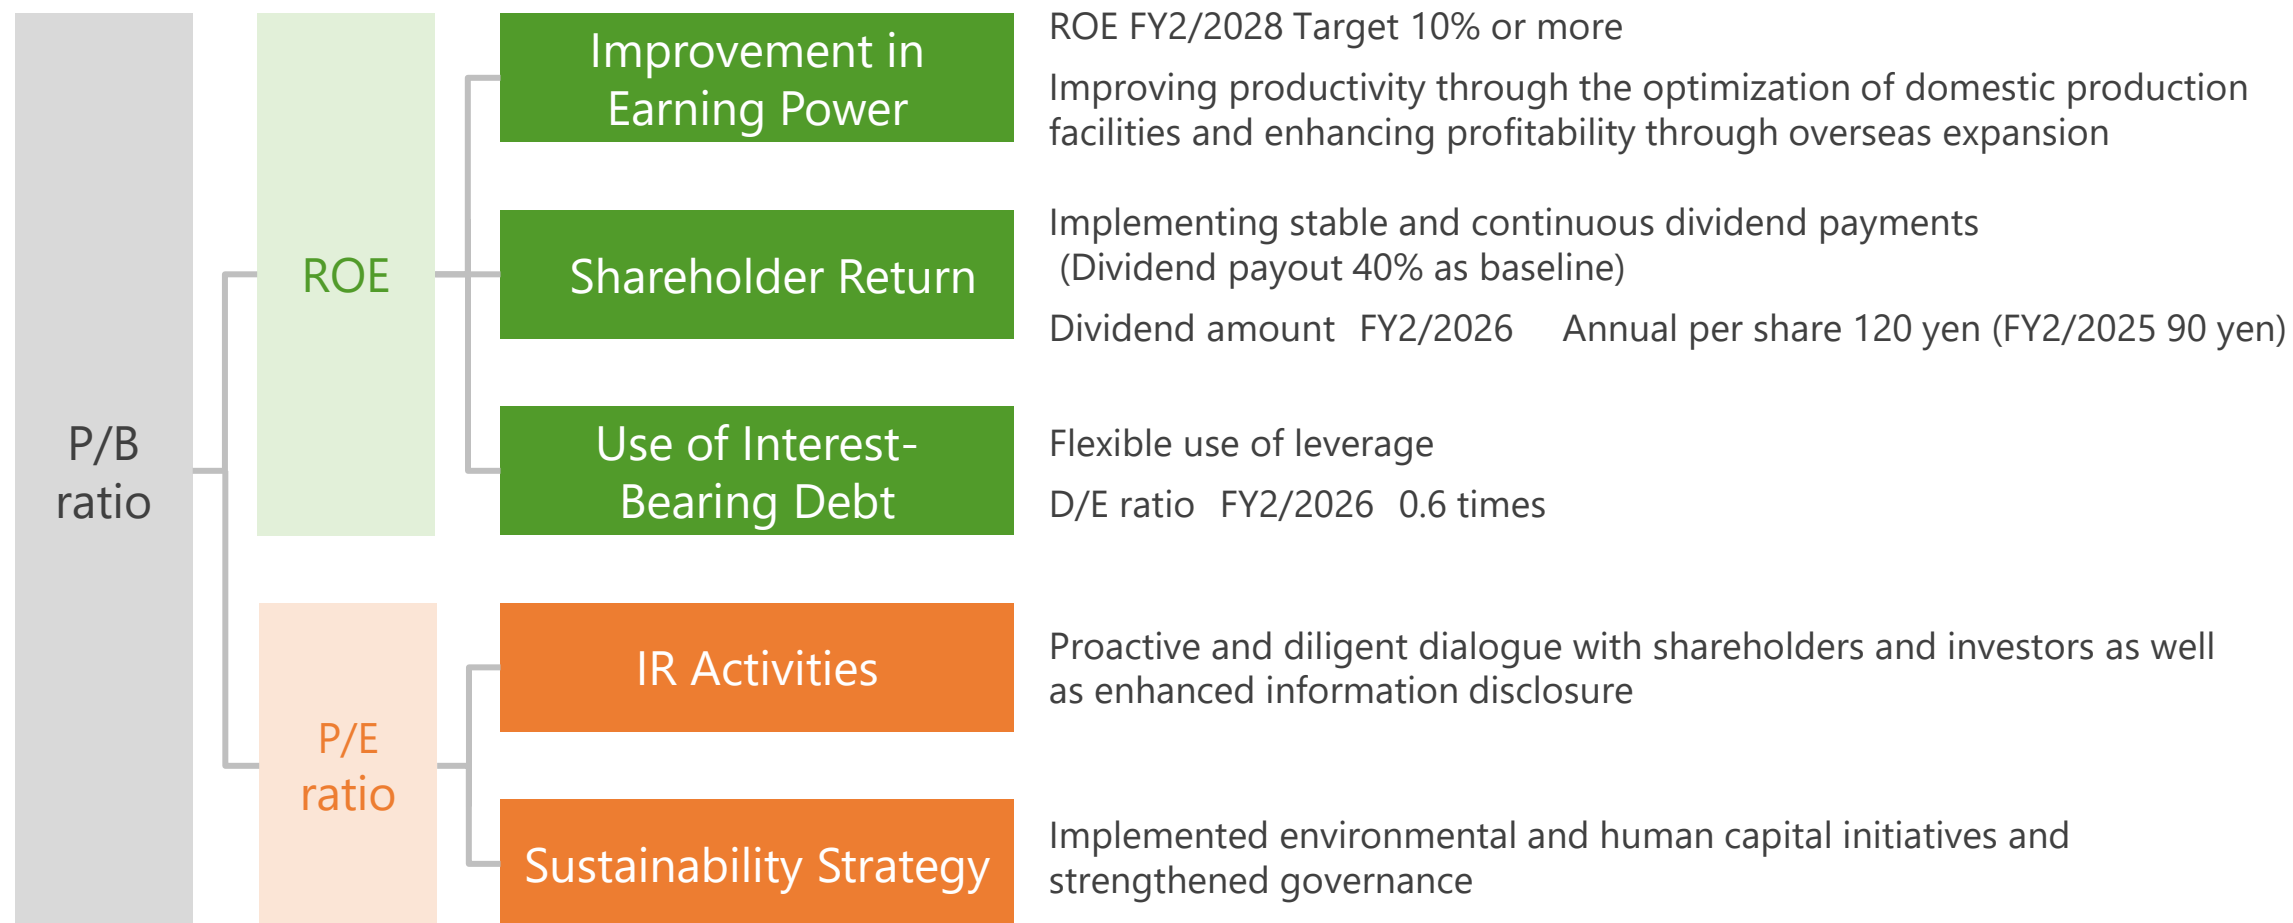 P/B
ratio
ROE
Improvement in
Earning Power
ROE FY2/2028 Target 10% or more
Improving productivity through the optimization of domestic production
facilities and enhancing profitability through overseas expansion
Shareholder Return
Implementing stable and continuous dividend payments
(Dividend payout 40% as baseline)
Dividend amount FY2/2026 Annual per share 120 yen (FY2/2025 90 yen)
Use of Interest-
Bearing Debt
Flexible use of leverage
D/E ratio FY2/2026 0.6 times
P/E
ratio
IR Activities
Proactive and diligent dialogue with shareholders and investors as well
as enhanced information disclosure
Sustainability Strategy
Implemented environmental and human capital initiatives and
strengthened governance